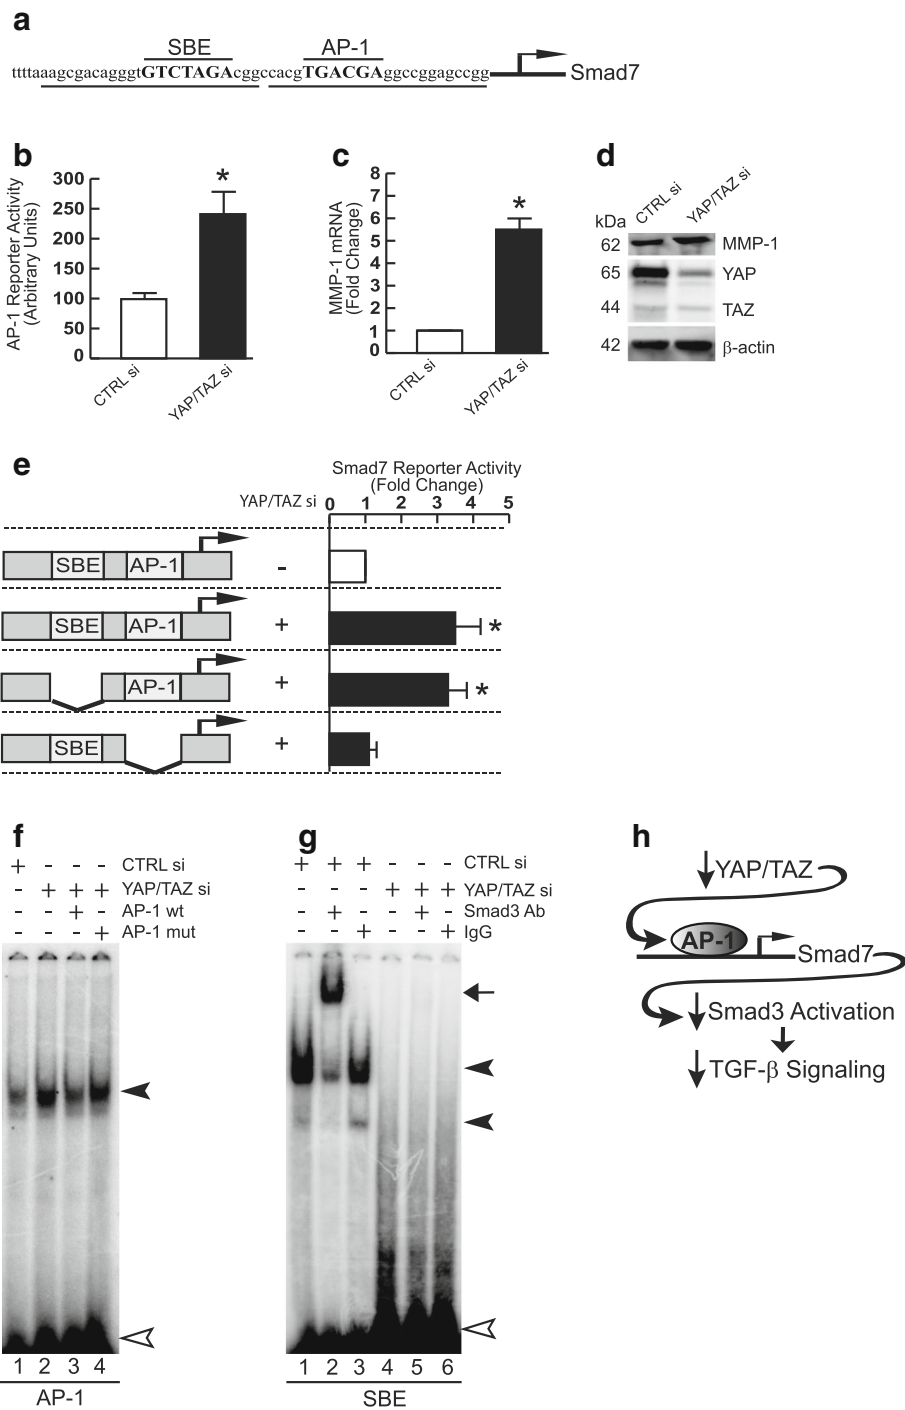 a
SBE AP-1
ttttaaagcgacagggtGTCTAGAcggccacgTGACGAggccggagccgg Smad7
b
AP-1 Reporter Activity
(Arbitrary Units)
300
250
200
150
100
50
0
CTRL si
YAP/TAZ si
*
c
MMP-1 mRNA
(Fold Change)
8
7
6
5
4
3
2
1
0
CTRL si
YAP/TAZ si
*
d
CTRL si YAP/TAZ si
kDa
62 MMP-1
65 YAP
44 TAZ
42 β-actin
e
Smad7 Reporter Activity
(Fold Change)
YAP/TAZ si 0 1 2 3 4 5
SBE AP-1 -
SBE AP-1 + *
AP-1 + *
SBE +
f
+ - - - CTRL si
- + + + YAP/TAZ si
- - + - AP-1 wt
- - - + AP-1 mut
1 2 3 4
AP-1
g
+ + + - - - CTRL si
- - - + + + YAP/TAZ si
- + - - + - Smad3 Ab
- - + - - + IgG
1 2 3 4 5 6
SBE
h
YAP/TAZ
AP-1
Smad7
Smad3 Activation
TGF-β Signaling